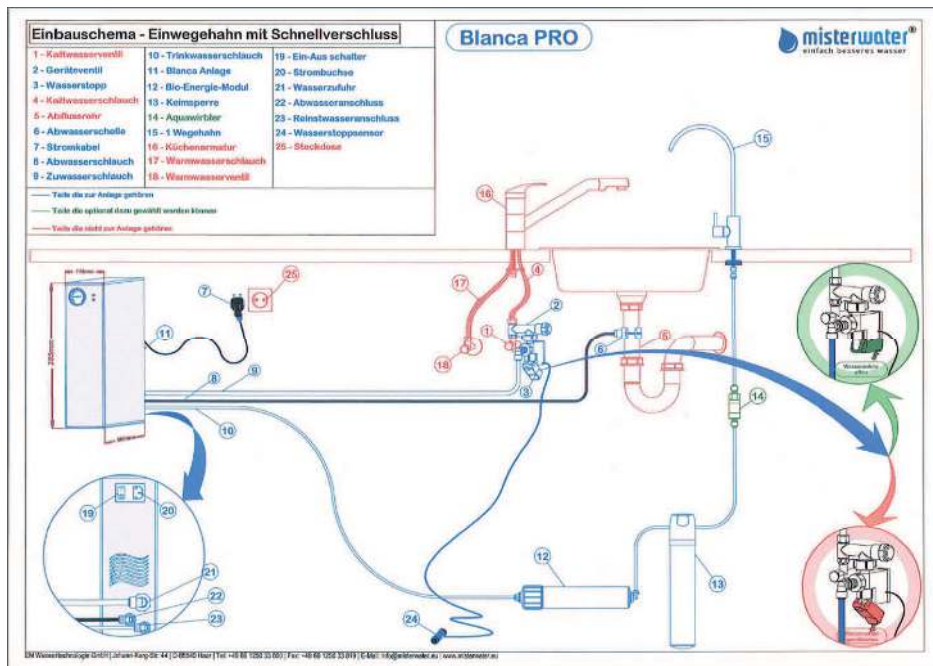 Einbauschema - Einwegehahn mit Schnellverschluss
1 - Kaltwasserventil
2 - Geräteventil
3 - Wasserstopp
4 - Kaltwasserschlauch
5 - Abflussrohr
6 - Abwasserschelle
7 - Stromkabel
8 - Abwasserschlauch
9 - Zuwasserschlauch
10 - Trinkwasserschlauch
11 - Blanca Anlage
12 - Bio-Energie-Modul
13 - Keimsperre
14 - Aquawirbler
15 - 1 Wegehahn
16 - Küchenarmatur
17 - Warmwasserschlauch
18 - Warmwasserventil
19 - Ein-Aus schalter
20 - Strombuchse
21 - Wasserzufuhr
22 - Abwasseranschluss
23 - Reinstwasseranschluss
24 - Wasserstoppsensor
25 - Steckdose
Teile die zur Anlage gehören
Teile die optional dazu gewählt werden können
Teile die nicht zur Anlage gehören
Blanca PRO
misterwater®
einfach besseres wasser
15
16
4
17
25
7
2
11
1
18
6
5
3
9
8
10
14
19
20
21
22
23
12
13
24